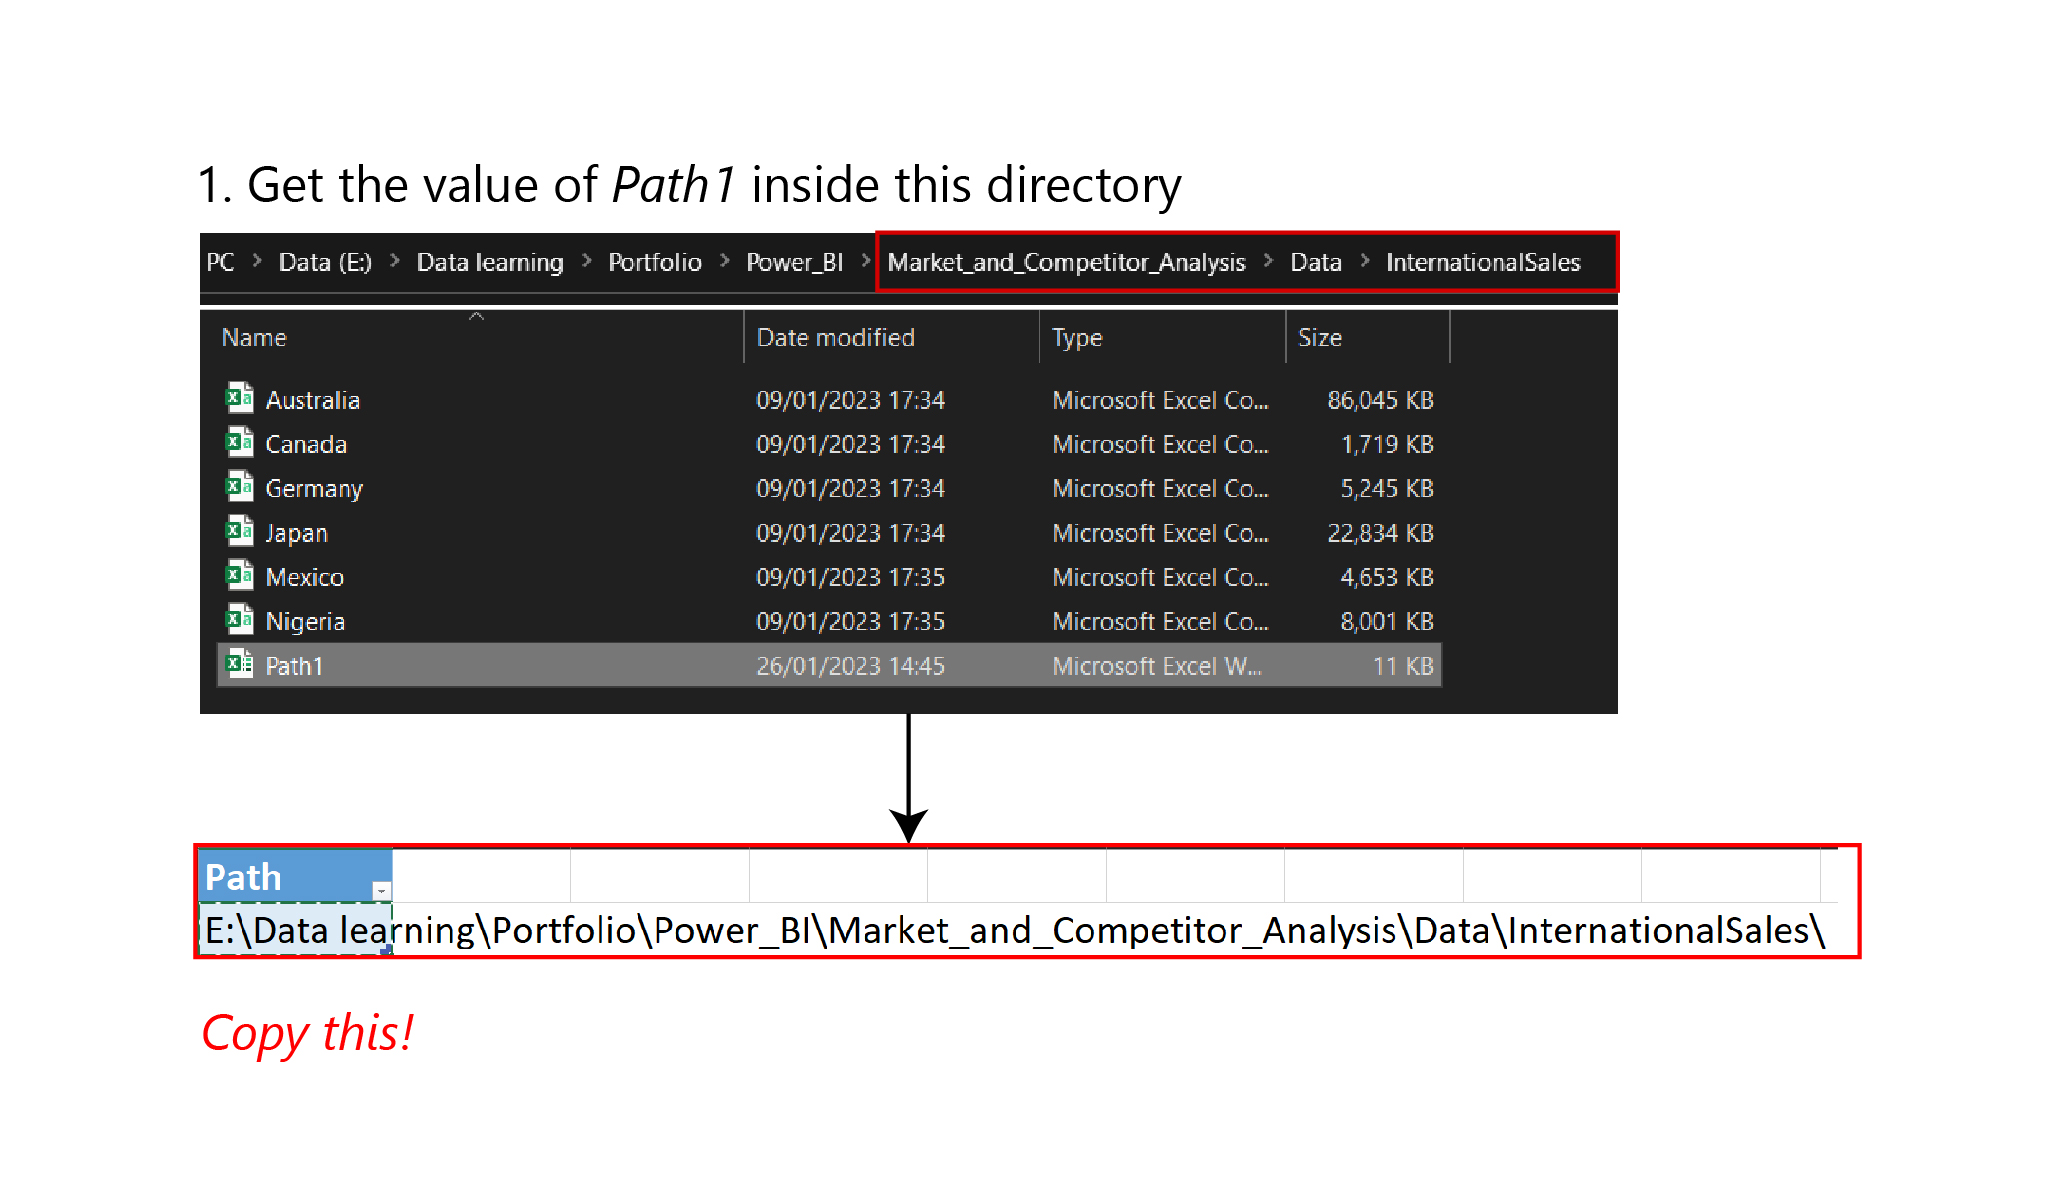 1. Get the value of Path1 inside this directory
PC > Data (E:) > Data learning > Portfolio > Power_BI > Market_and_Competitor_Analysis > Data > InternationalSales
Name Date modified Type Size
Australia 09/01/2023 17:34 Microsoft Excel Co... 86,045 KB
Canada 09/01/2023 17:34 Microsoft Excel Co... 1,719 KB
Germany 09/01/2023 17:34 Microsoft Excel Co... 5,245 KB
Japan 09/01/2023 17:34 Microsoft Excel Co... 22,834 KB
Mexico 09/01/2023 17:35 Microsoft Excel Co... 4,653 KB
Nigeria 09/01/2023 17:35 Microsoft Excel Co... 8,001 KB
Path1 26/01/2023 14:45 Microsoft Excel W... 11 KB
Path
E:\Data learning\Portfolio\Power_BI\Market_and_Competitor_Analysis\Data\InternationalSales\
Copy this!